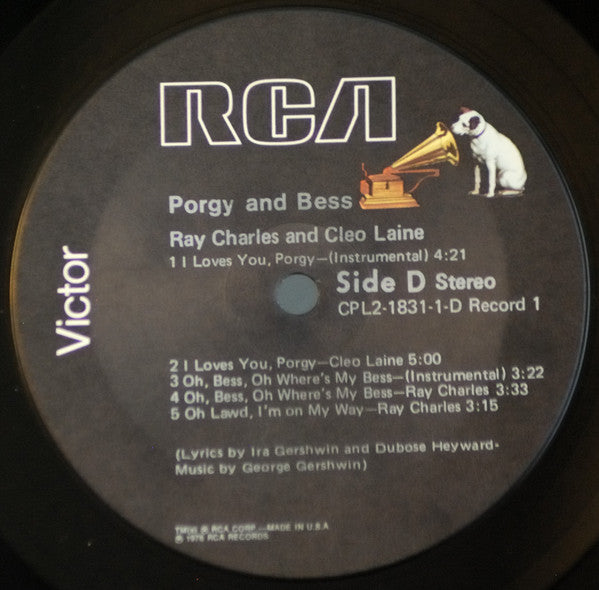 RCA
Victor
Porgy and Bess
Ray Charles and Cleo Laine
1 I Loves You, Porgy—(Instrumental) 4:21
Side D Stereo
CPL2-1831-1-D Record 1
2 I Loves You, Porgy—Cleo Laine 5:00
3 Oh, Bess, Oh Where's My Bess—(Instrumental) 3:22
4 Oh, Bess, Oh Where's My Bess—Ray Charles 3:33
5 Oh Lawd, I'm on My Way—Ray Charles 3:15
(Lyrics by Ira Gershwin and Dubose Heyward-
Music by George Gershwin)
TM(s) ® RCA CORP.—MADE IN U.S.A
℗ 1976 RCA RECORDS